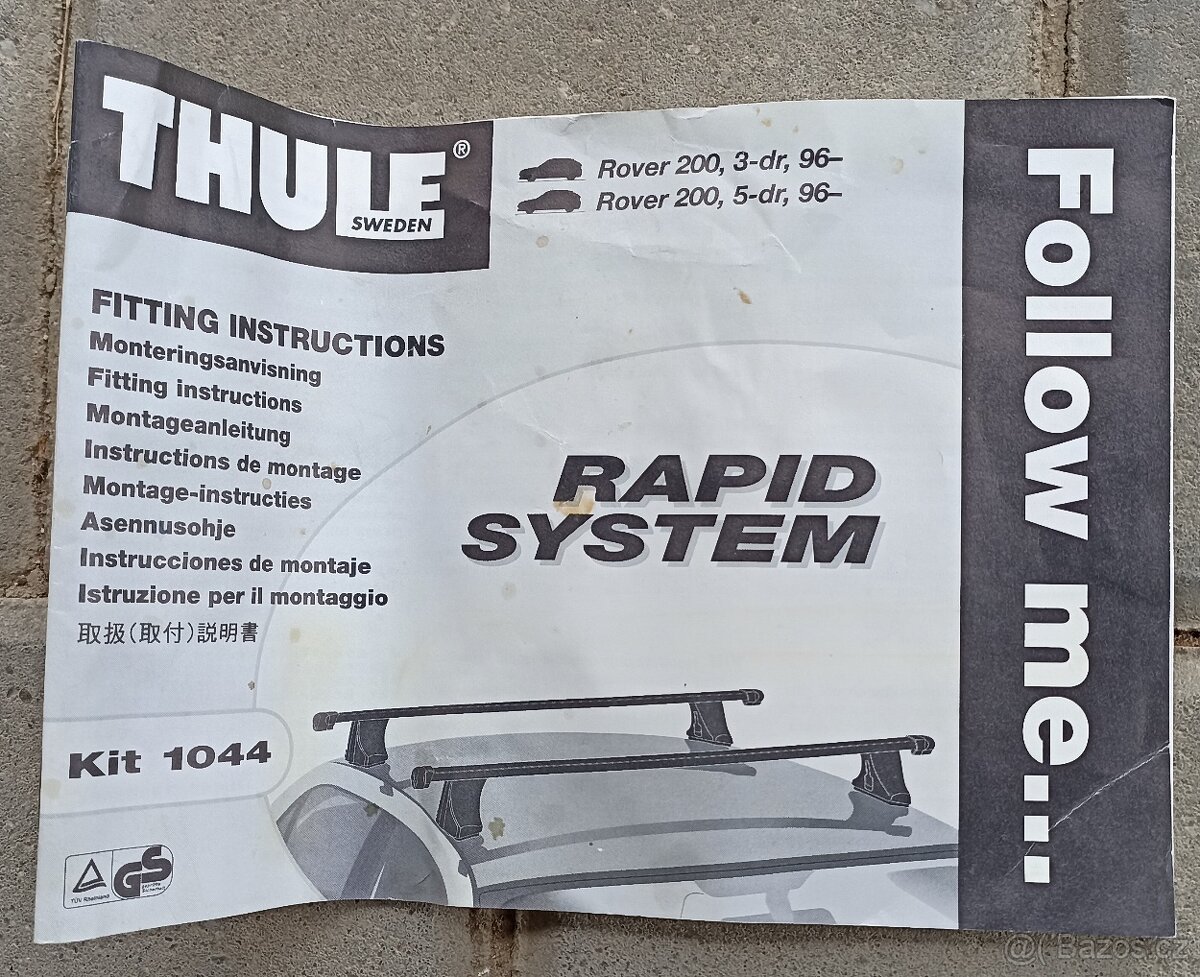 THULE®
SWEDEN
Rover 200, 3-dr, 96–
Rover 200, 5-dr, 96–
FITTING INSTRUCTIONS
Monteringsanvisning
Fitting instructions
Montageanleitung
Instructions de montage
Montage-instructies
Asennusohje
Instrucciones de montaje
Istruzione per il montaggio
取扱(取付)説明書
RAPID
SYSTEM
Kit 1044
TÜV Rheinland
GS
geprüfte
Sicherheit
Follow me...
Bazos.cz